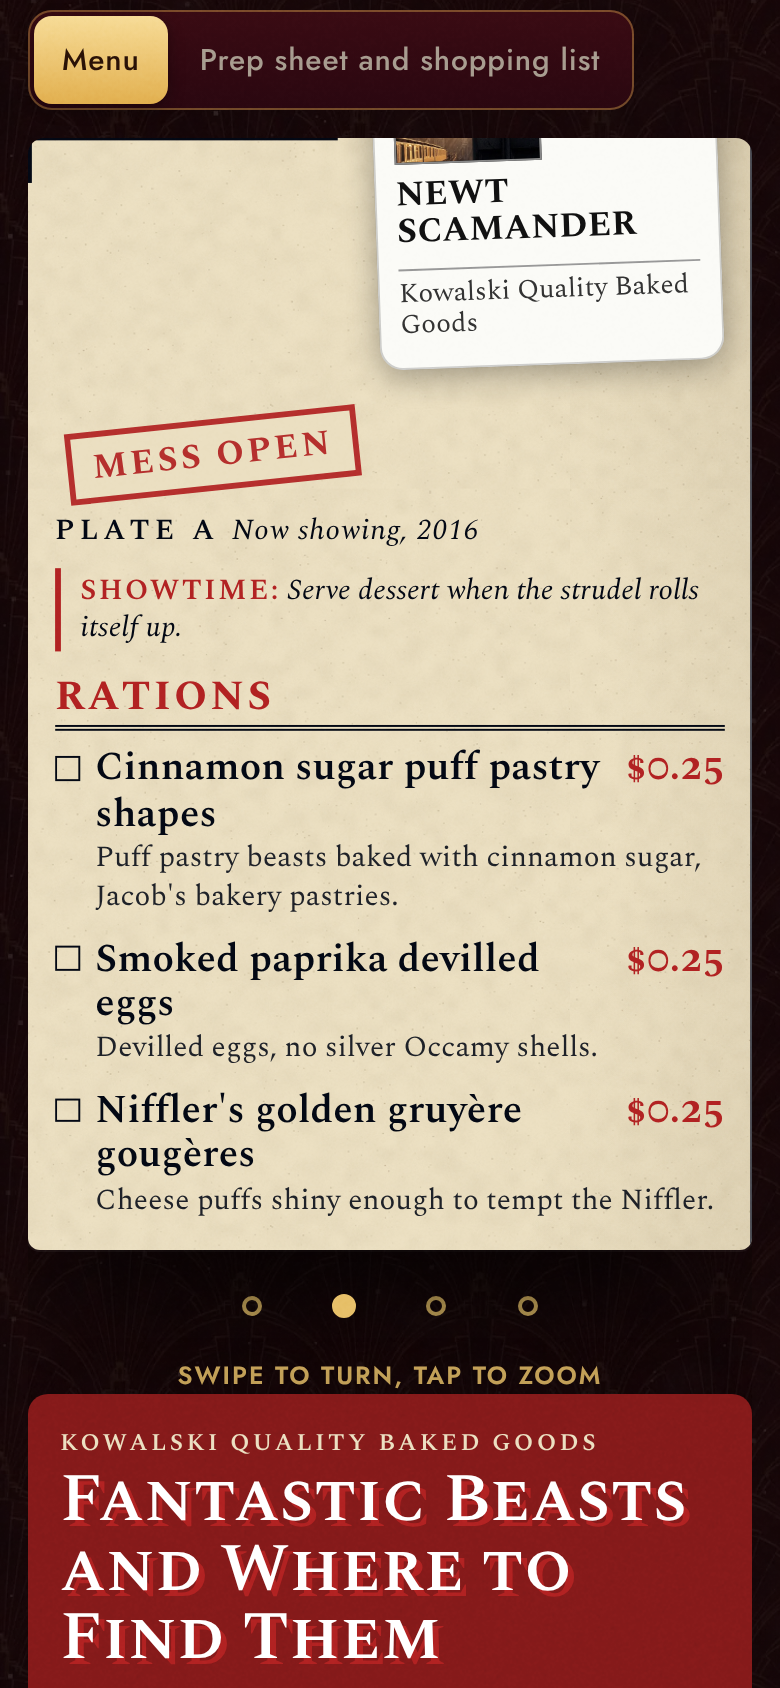 Menu
Prep sheet and shopping list
NEWT
SCAMANDER
Kowalski Quality Baked
Goods
MESS OPEN
PLATE A Now showing, 2016
SHOWTIME: Serve dessert when the strudel rolls
itself up.
RATIONS
Cinnamon sugar puff pastry $0.25
shapes
Puff pastry beasts baked with cinnamon sugar,
Jacob's bakery pastries.
Smoked paprika devilled $0.25
eggs
Devilled eggs, no silver Occamy shells.
Niffler's golden gruyère $0.25
gougères
Cheese puffs shiny enough to tempt the Niffler.
SWIPE TO TURN, TAP TO ZOOM
KOWALSKI QUALITY BAKED GOODS
FANTASTIC BEASTS
AND WHERE TO
FIND THEM